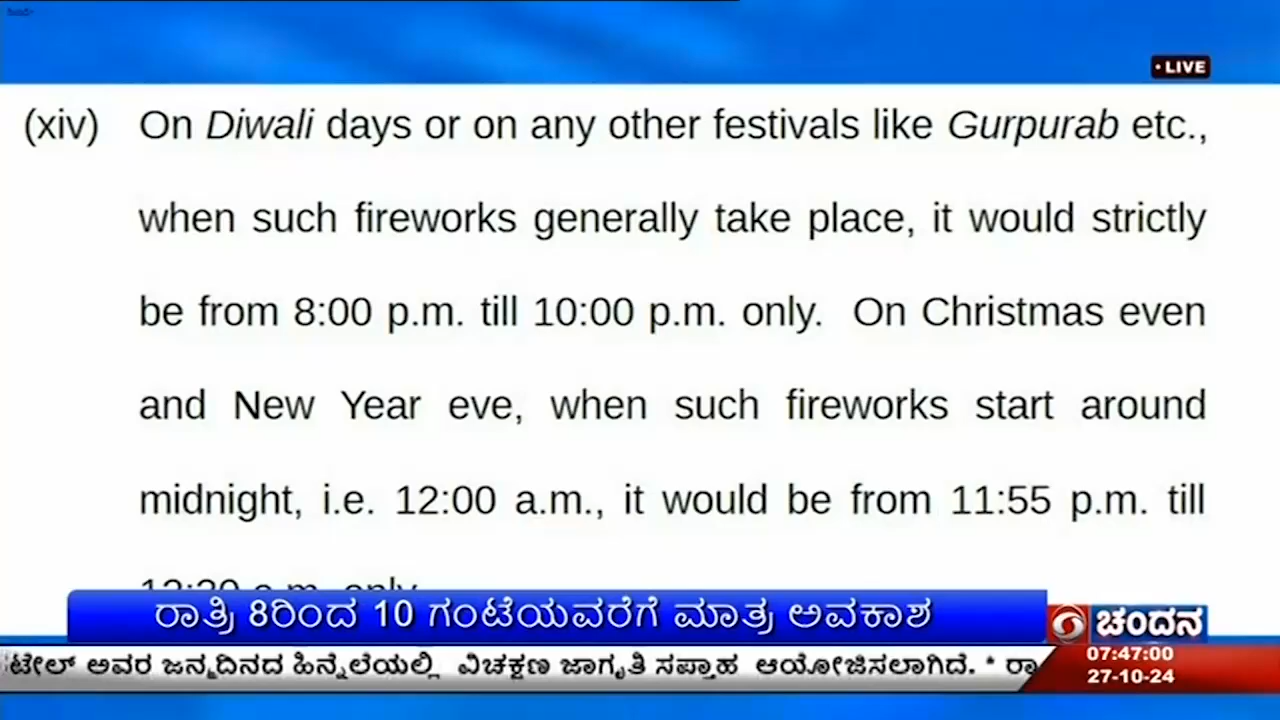 LIVE
(xiv) On Diwali days or on any other festivals like Gurpurab etc.,
when such fireworks generally take place, it would strictly
be from 8:00 p.m. till 10:00 p.m. only. On Christmas even
and New Year eve, when such fireworks start around
midnight, i.e. 12:00 a.m., it would be from 11:55 p.m. till
ರಾತ್ರಿ 8ರಿಂದ 10 ಗಂಟೆಯವರೆಗೆ ಮಾತ್ರ ಅವಕಾಶ
ಚಂದನ
ಟೇಲ್ ಅವರ ಜನ್ಮದಿನದ ಹಿನ್ನೆಲೆಯಲ್ಲಿ ವಿಚಕ್ಷಣ ಜಾಗೃತಿ ಸಪ್ತಾಹ ಆಯೋಜಿಸಲಾಗಿದೆ. * ರಾ
07:47:00
27-10-24